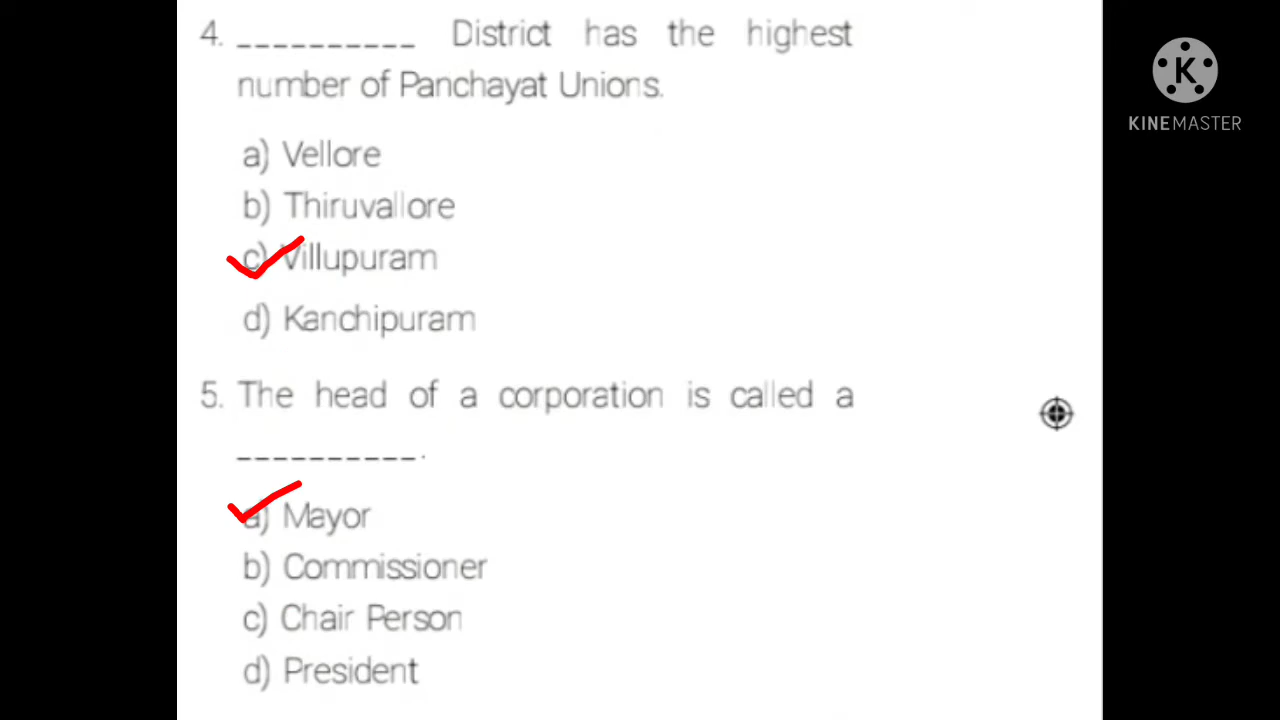 4. __________ District has the highest
number of Panchayat Unions.
a) Vellore
b) Thiruvallore
c) Villupuram
d) Kanchipuram
5. The head of a corporation is called a
__________.
a) Mayor
b) Commissioner
c) Chair Person
d) President
K
KINEMASTER